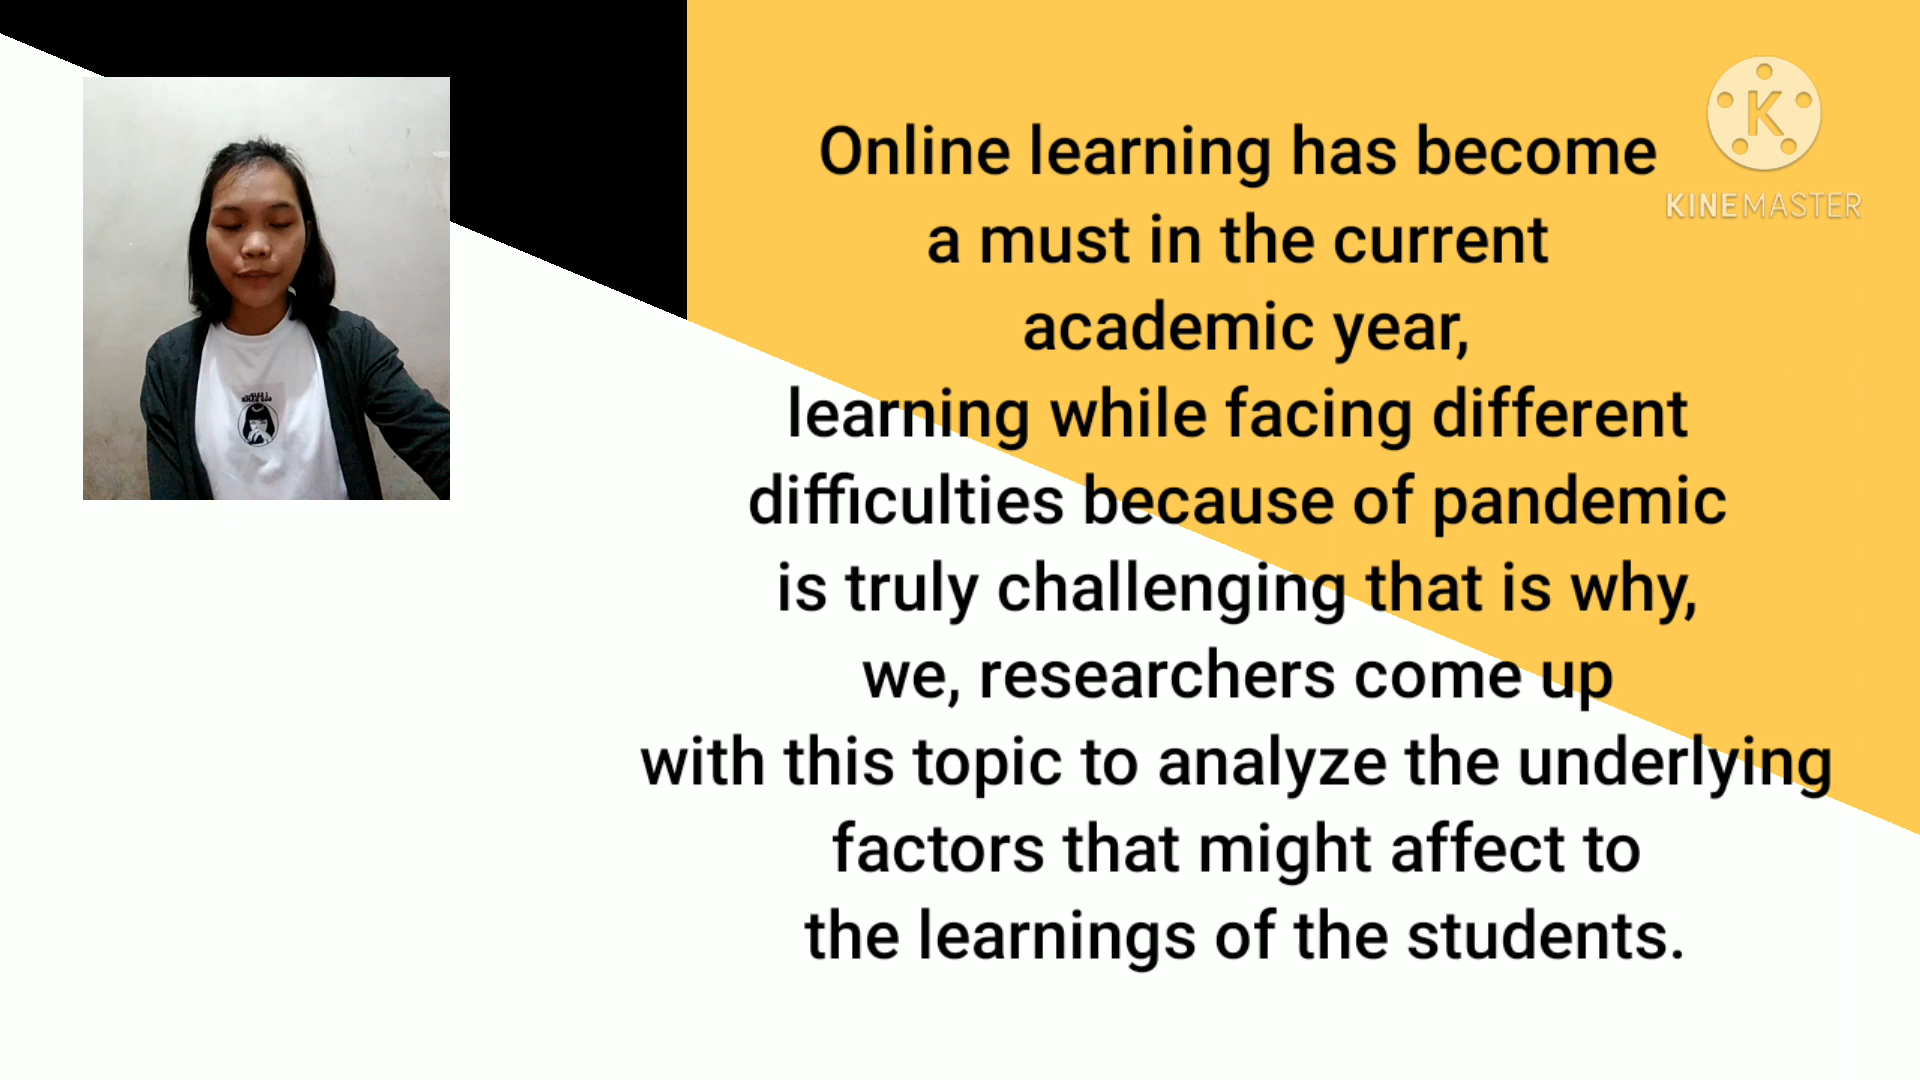 Online learning has become
a must in the current
academic year,
learning while facing different
difficulties because of pandemic
is truly challenging that is why,
we, researchers come up
with this topic to analyze the underlying
factors that might affect to
the learnings of the students.
K
KINEMASTER